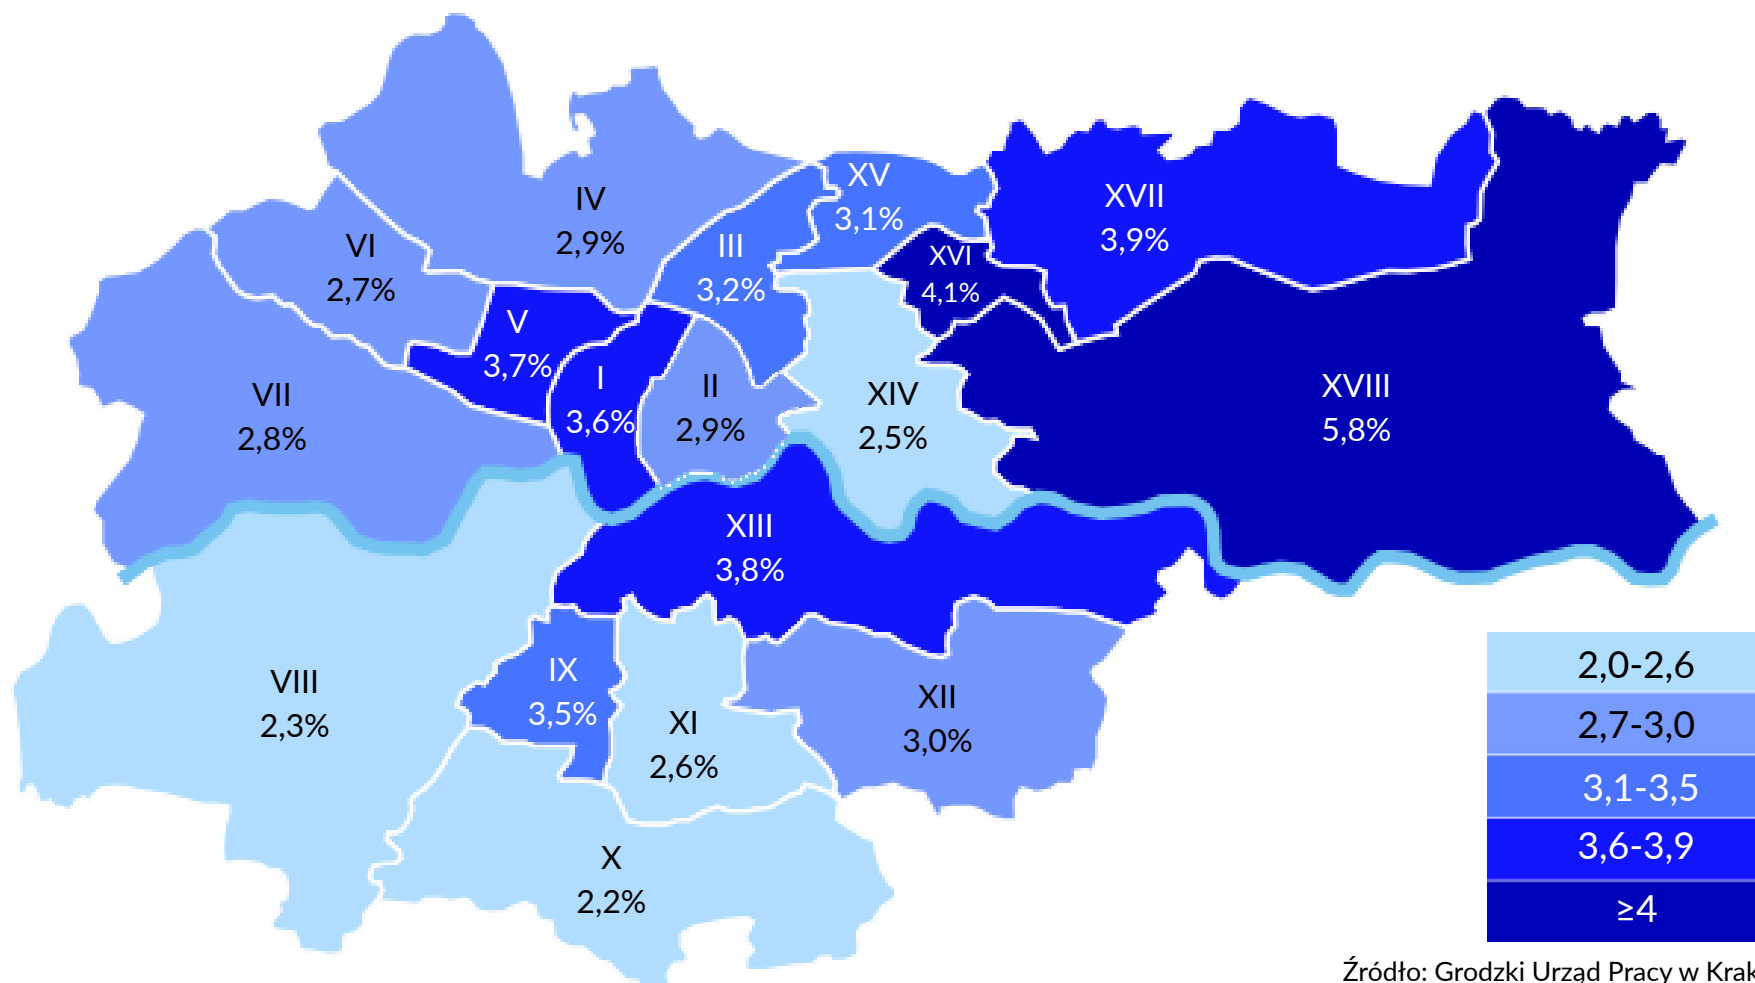 IV
2,9%
XV
3,1%
XVII
3,9%
VI
2,7%
III
3,2%
XVI
4,1%
V
3,7%
I
3,6%
II
2,9%
XIV
2,5%
XVIII
5,8%
VII
2,8%
XIII
3,8%
VIII
2,3%
IX
3,5%
XI
2,6%
XII
3,0%
X
2,2%
2,0-2,6
2,7-3,0
3,1-3,5
3,6-3,9
≥4
Źródło: Grodzki Urząd Pracy w Krak